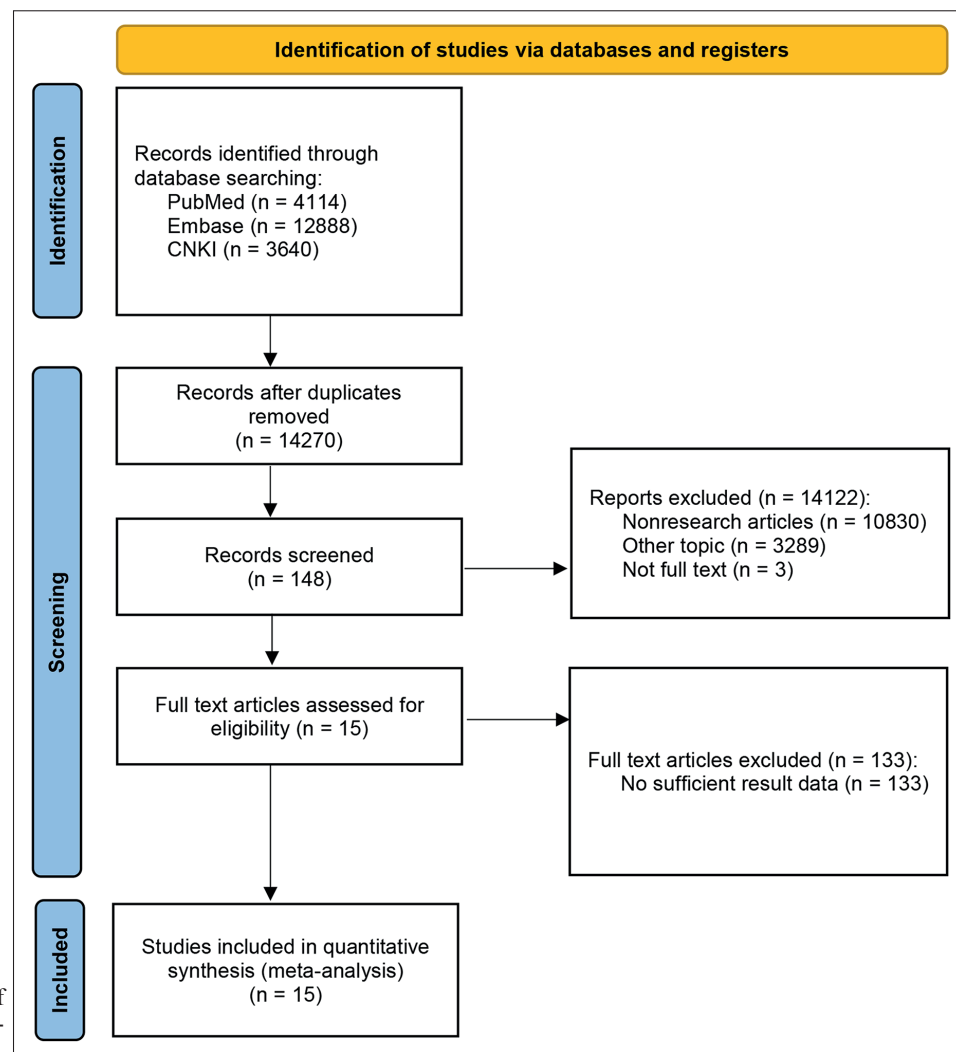 Identification of studies via databases and registers
Identification
Records identified through
database searching:
PubMed (n = 4114)
Embase (n = 12888)
CNKI (n = 3640)
Screening
Records after duplicates
removed
(n = 14270)
Records screened
(n = 148)
Reports excluded (n = 14122):
Nonresearch articles (n = 10830)
Other topic (n = 3289)
Not full text (n = 3)
Full text articles assessed for
eligibility (n = 15)
Full text articles excluded (n = 133):
No sufficient result data (n = 133)
Included
Studies included in quantitative
synthesis (meta-analysis)
(n = 15)
f
-